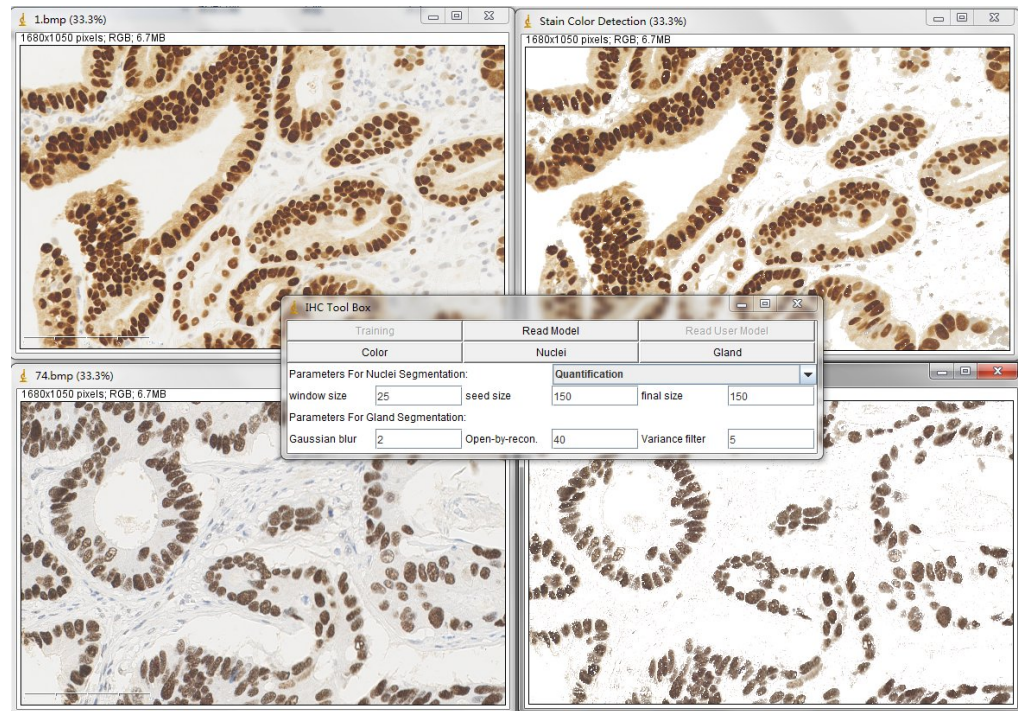 1.bmp (33.3%)
1680x1050 pixels; RGB; 6.7MB
Stain Color Detection (33.3%)
1680x1050 pixels; RGB; 6.7MB
IHC Tool Box
Training Read Model Read User Model
Color Nuclei Gland
Parameters For Nuclei Segmentation: Quantification
window size 25 seed size 150 final size 150
Parameters For Gland Segmentation:
Gaussian blur 2 Open-by-recon. 40 Variance filter 5
74.bmp (33.3%)
1680x1050 pixels; RGB; 6.7MB